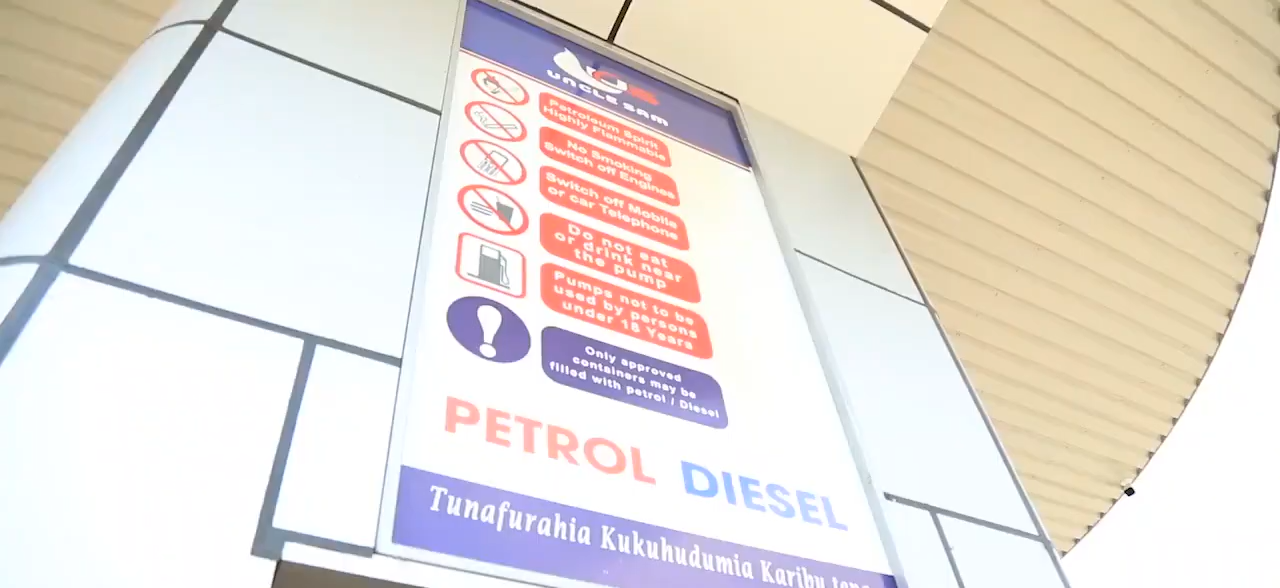 UNCLE SAM
Petroleum Spirit
Highly Flammable
No Smoking
Switch off Engines
Switch off Mobile
or car Telephone
Do not eat
or drink near
the pump
Pumps not to be
used by persons
under 18 Years
Only approved
containers may be
filled with petrol / Diesel
PETROL DIESEL
Tunafurahia Kukuhudumia Karibu tena